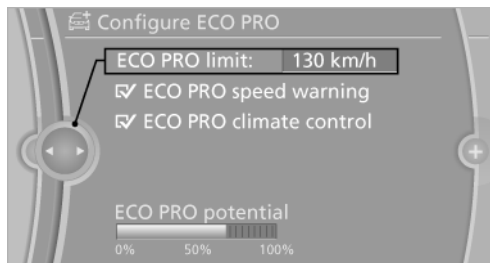 Configure ECO PRO
ECO PRO limit: 130 km/h
ECO PRO speed warning
ECO PRO climate control
ECO PRO potential
0% 50% 100%